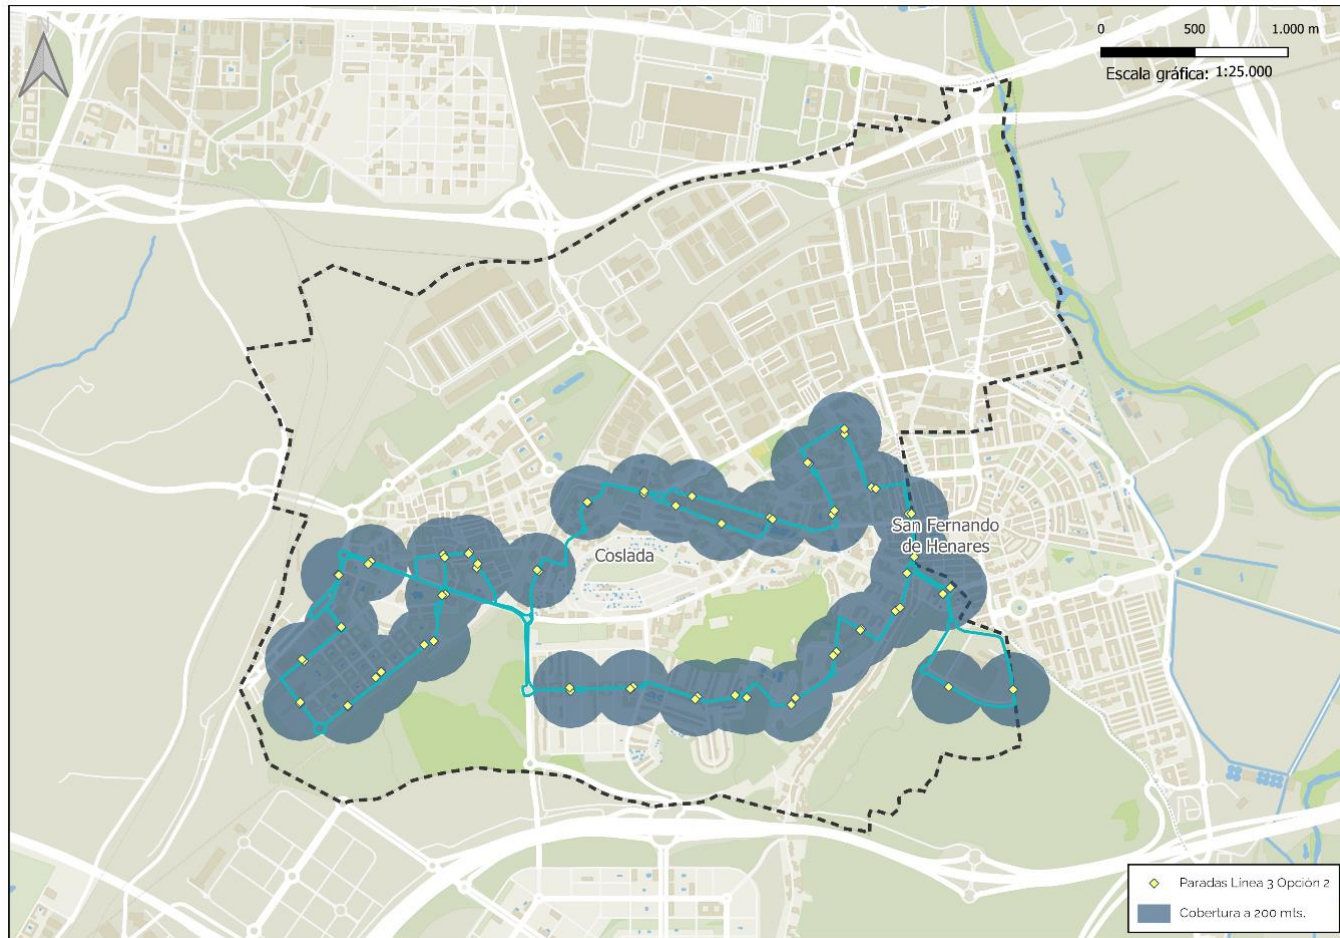 0 500 1.000 m
Escala gráfica: 1:25.000
San Fernando
de Henares
Coslada
Paradas Linea 3 Opción 2
Cobertura a 200 mts.